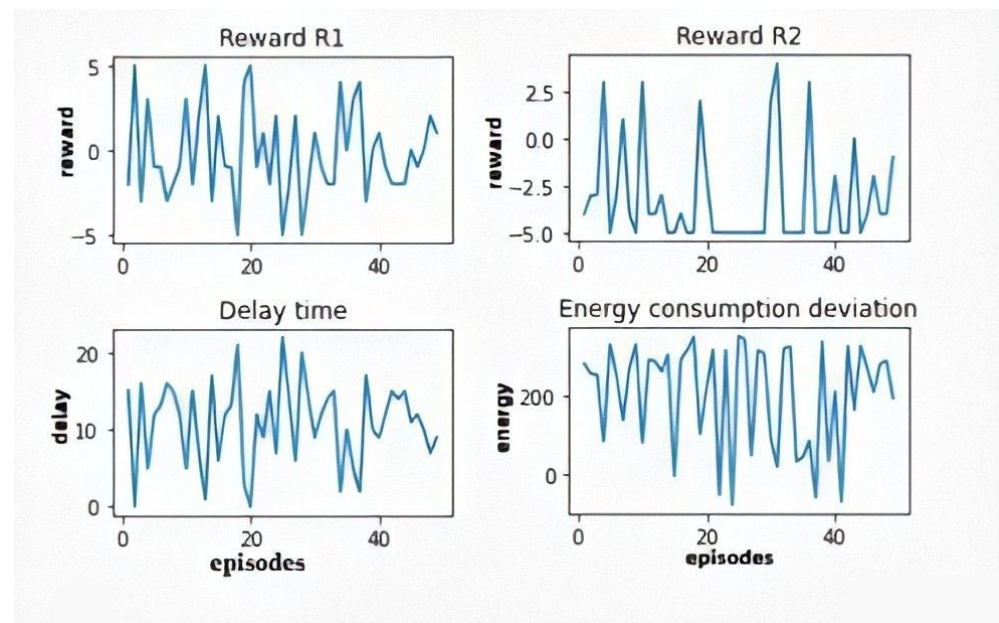 Reward R1
reward
5
0
−5
0 20 40
Reward R2
reward
2.5
0.0
−2.5
−5.0
0 20 40
Delay time
delay
20
10
0
0 20 40
episodes
Energy consumption deviation
energy
200
0
0 20 40
episodes